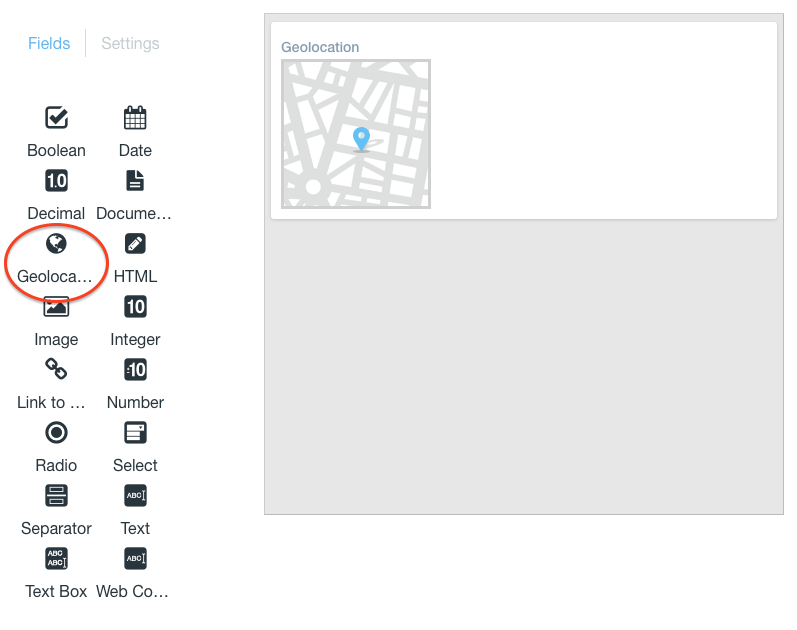 Fields Settings
Geolocation
Boolean Date
1.0
Decimal Docume…
Geoloca… HTML
10
Image Integer
-10
Link to … Number
Radio Select
ABC
Separator Text
ABC ABC
ABC
Text Box Web Co…